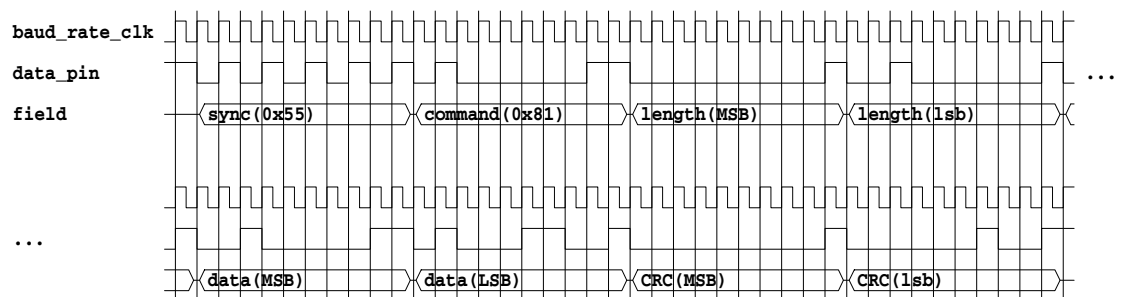 baud_rate_clk
data_pin ...
field sync(0x55) command(0x81) length(MSB) length(lsb)
...
data(MSB) data(LSB) CRC(MSB) CRC(lsb)